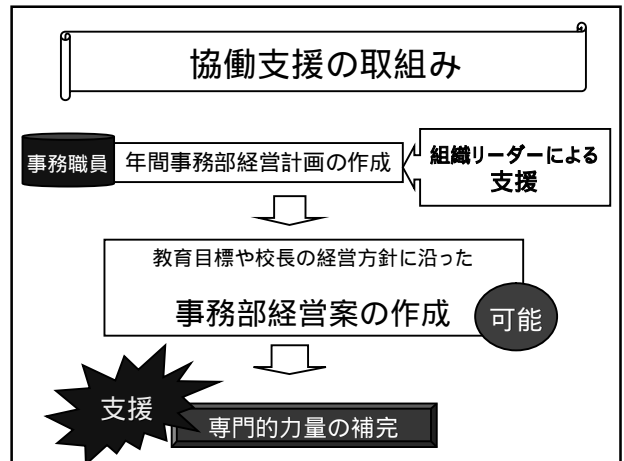 協働支援の取組み
事務職員
年間事務部経営計画の作成
組織リーダーによる
支援
教育目標や校長の経営方針に沿った
事務部経営案の作成
可能
支援
専門的力量の補完